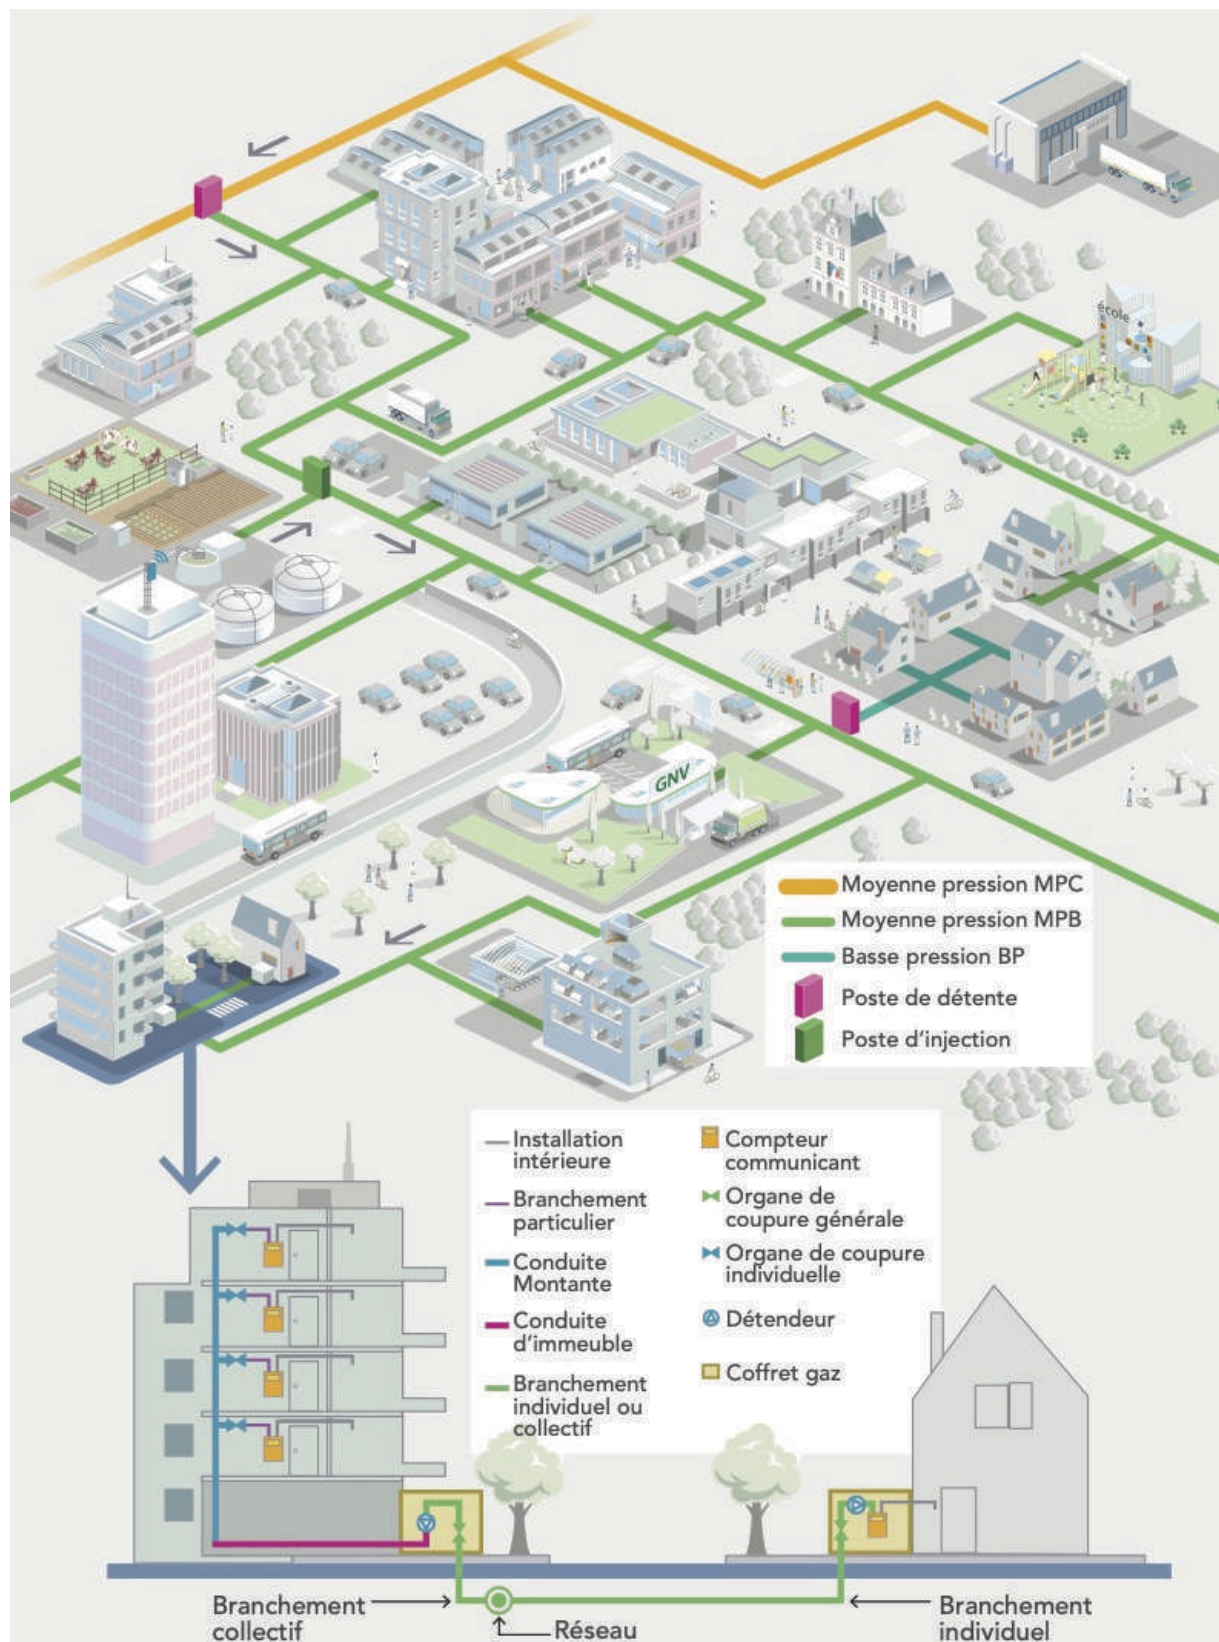 école
GNV
Moyenne pression MPC
Moyenne pression MPB
Basse pression BP
Poste de détente
Poste d'injection
Installation
intérieure
Branchement
particulier
Conduite
Montante
Conduite
d'immeuble
Branchement
individuel ou
collectif
Compteur
communicant
Organe de
coupure générale
Organe de coupure
individuelle
Détendeur
Coffret gaz
Branchement
collectif
Réseau
Branchement
individuel